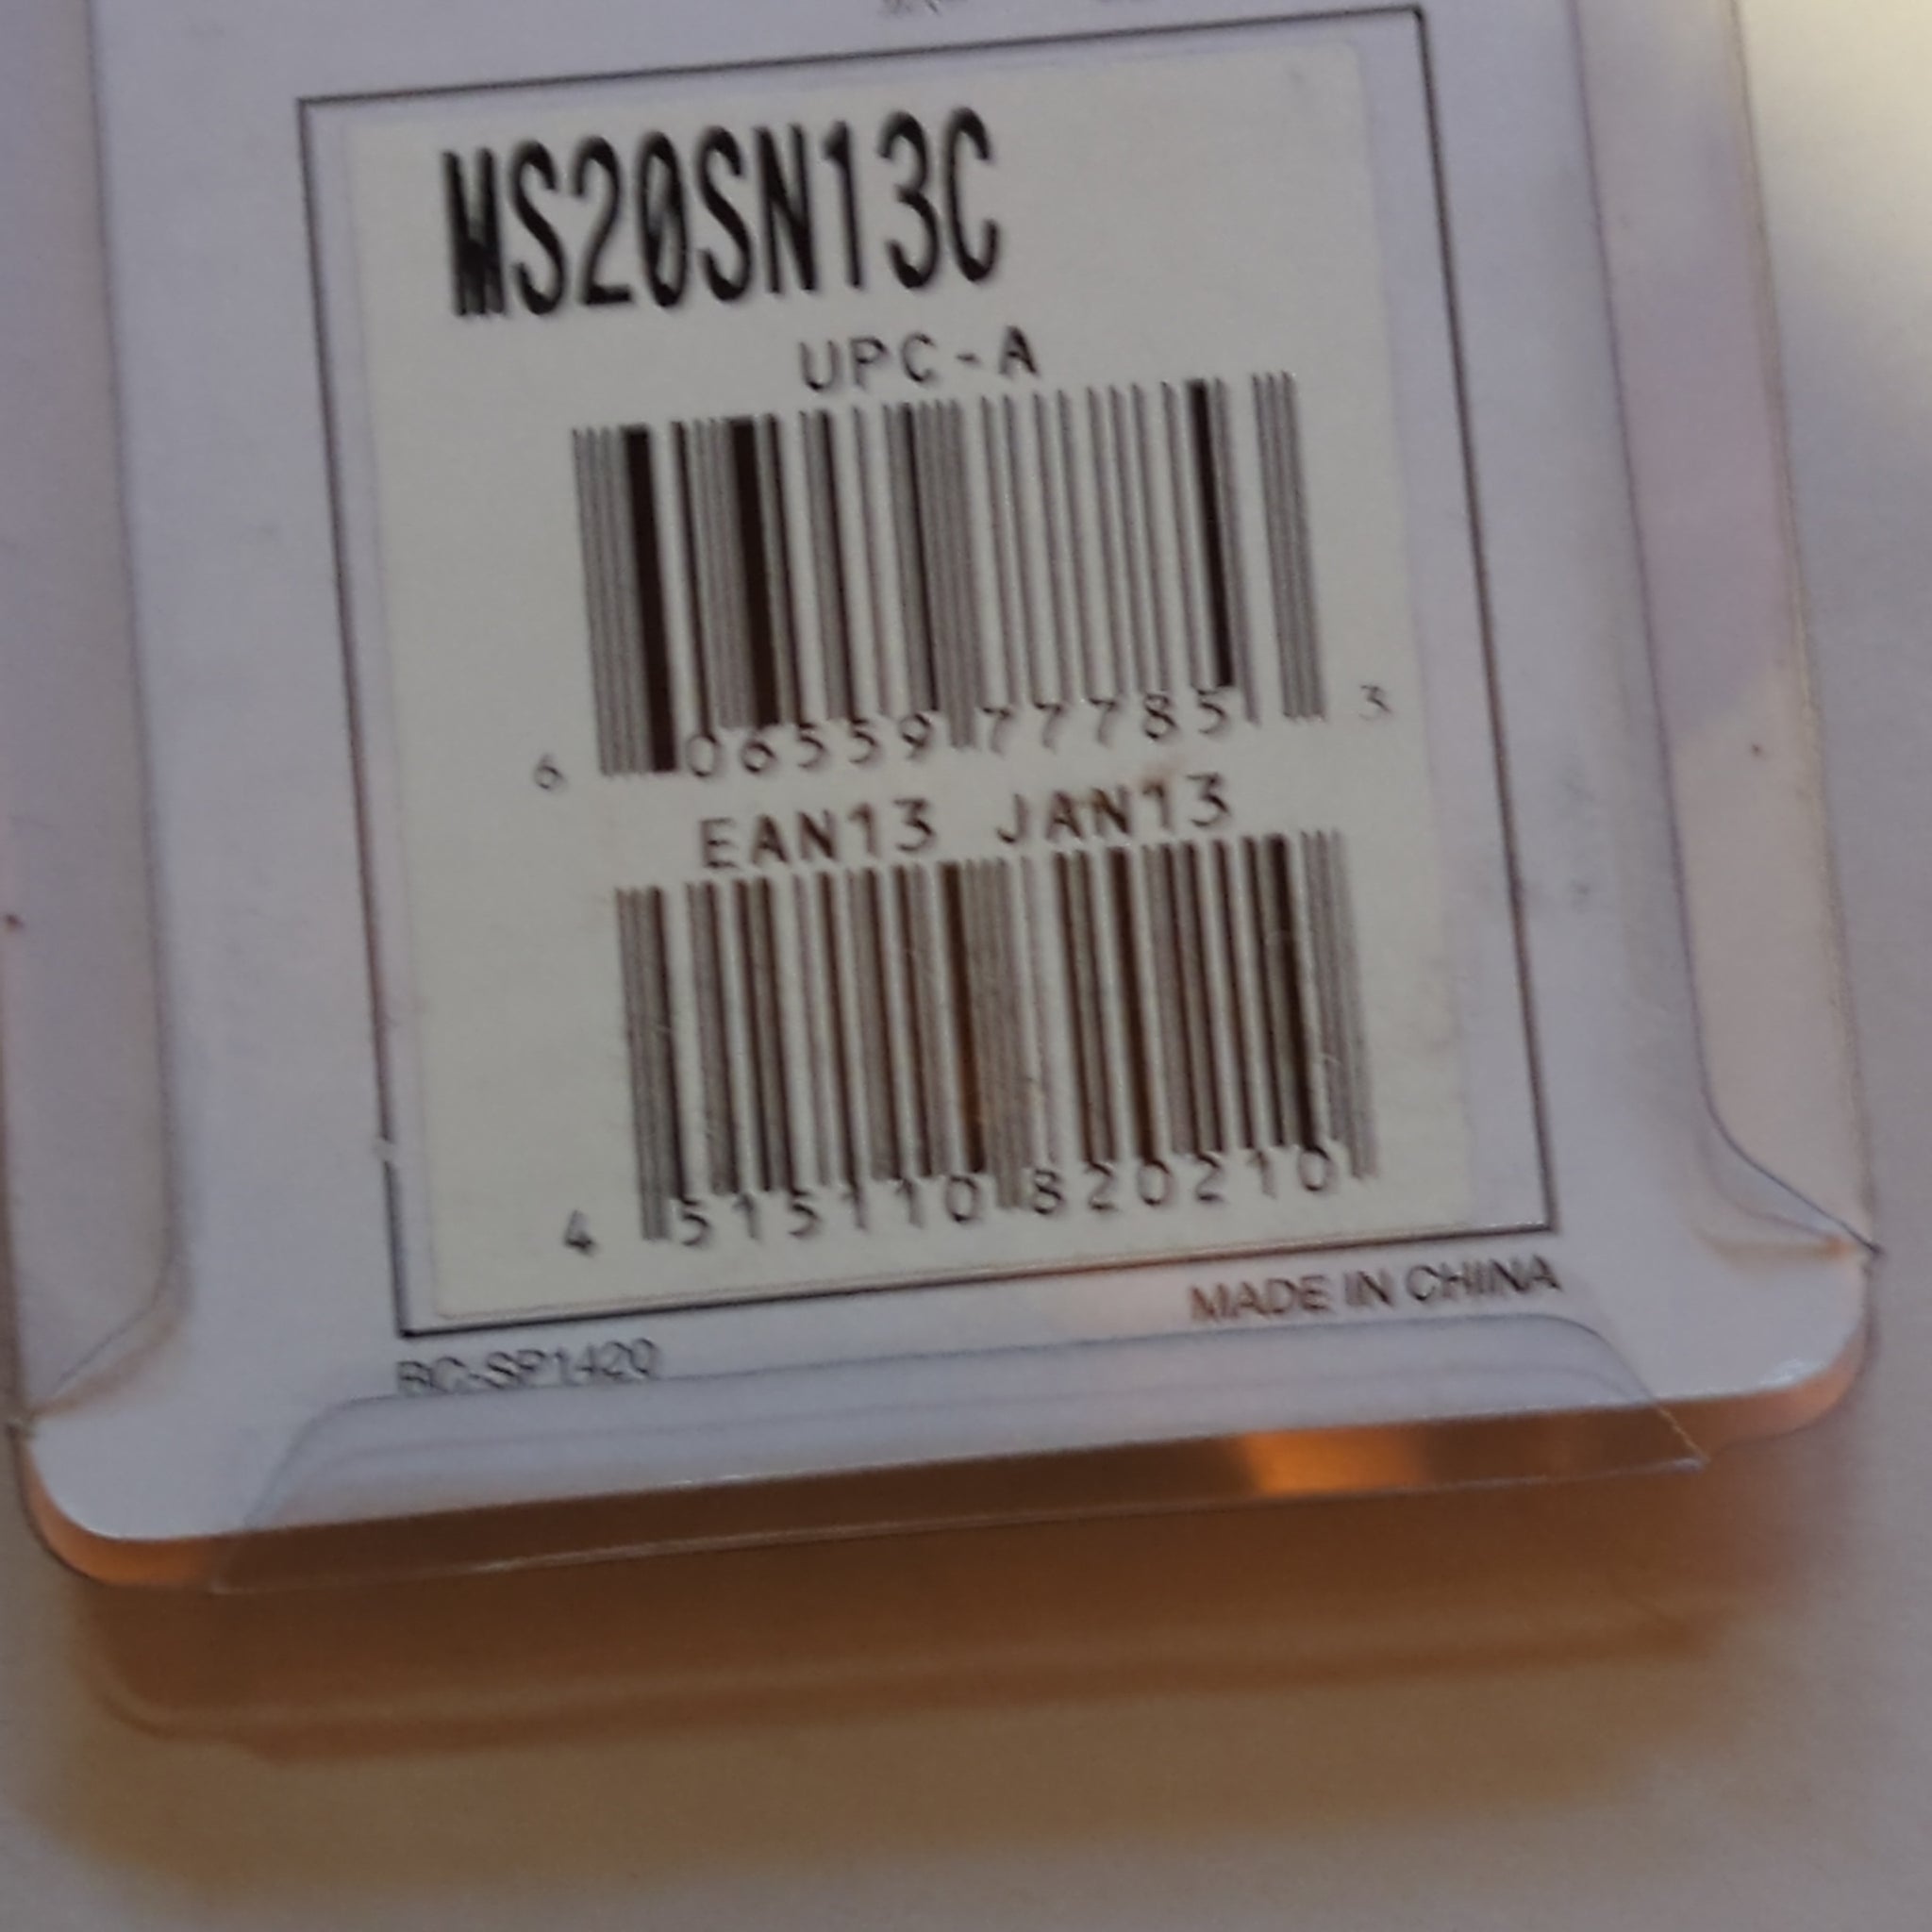 MS20SN13C
UPC-A
6 06559 77785 3
EAN13 JAN13
4 515110 820210
MADE IN CHINA
BC-SP1420